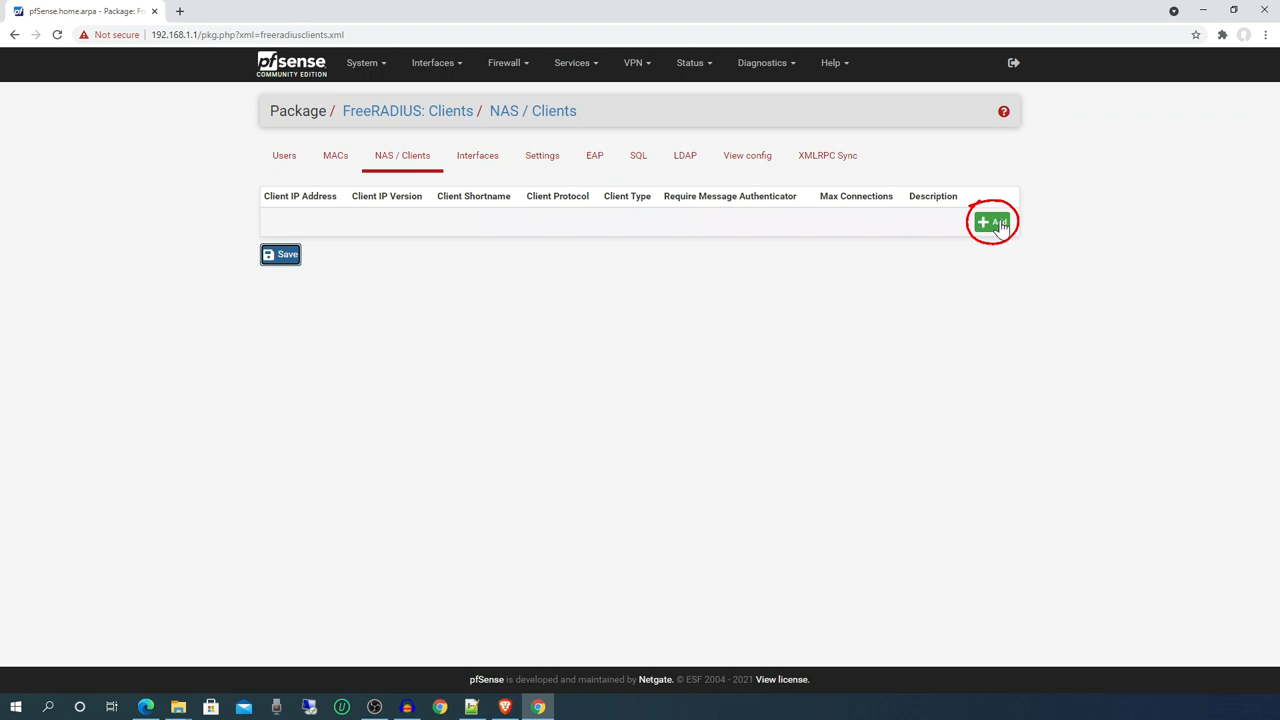 pfSense.home.arpa - Package: Fre
Not secure 192.168.1.1/pkg.php?xml=freeradiusclients.xml
pfsense
COMMUNITY EDITION
System Interfaces Firewall Services VPN Status Diagnostics Help
Package / FreeRADIUS: Clients / NAS / Clients
Users MACs NAS / Clients Interfaces Settings EAP SQL LDAP View config XMLRPC Sync
Client IP Address Client IP Version Client Shortname Client Protocol Client Type Require Message Authenticator Max Connections Description
Add
Save
pfSense is developed and maintained by Netgate. © ESF 2004 - 2021 View license.